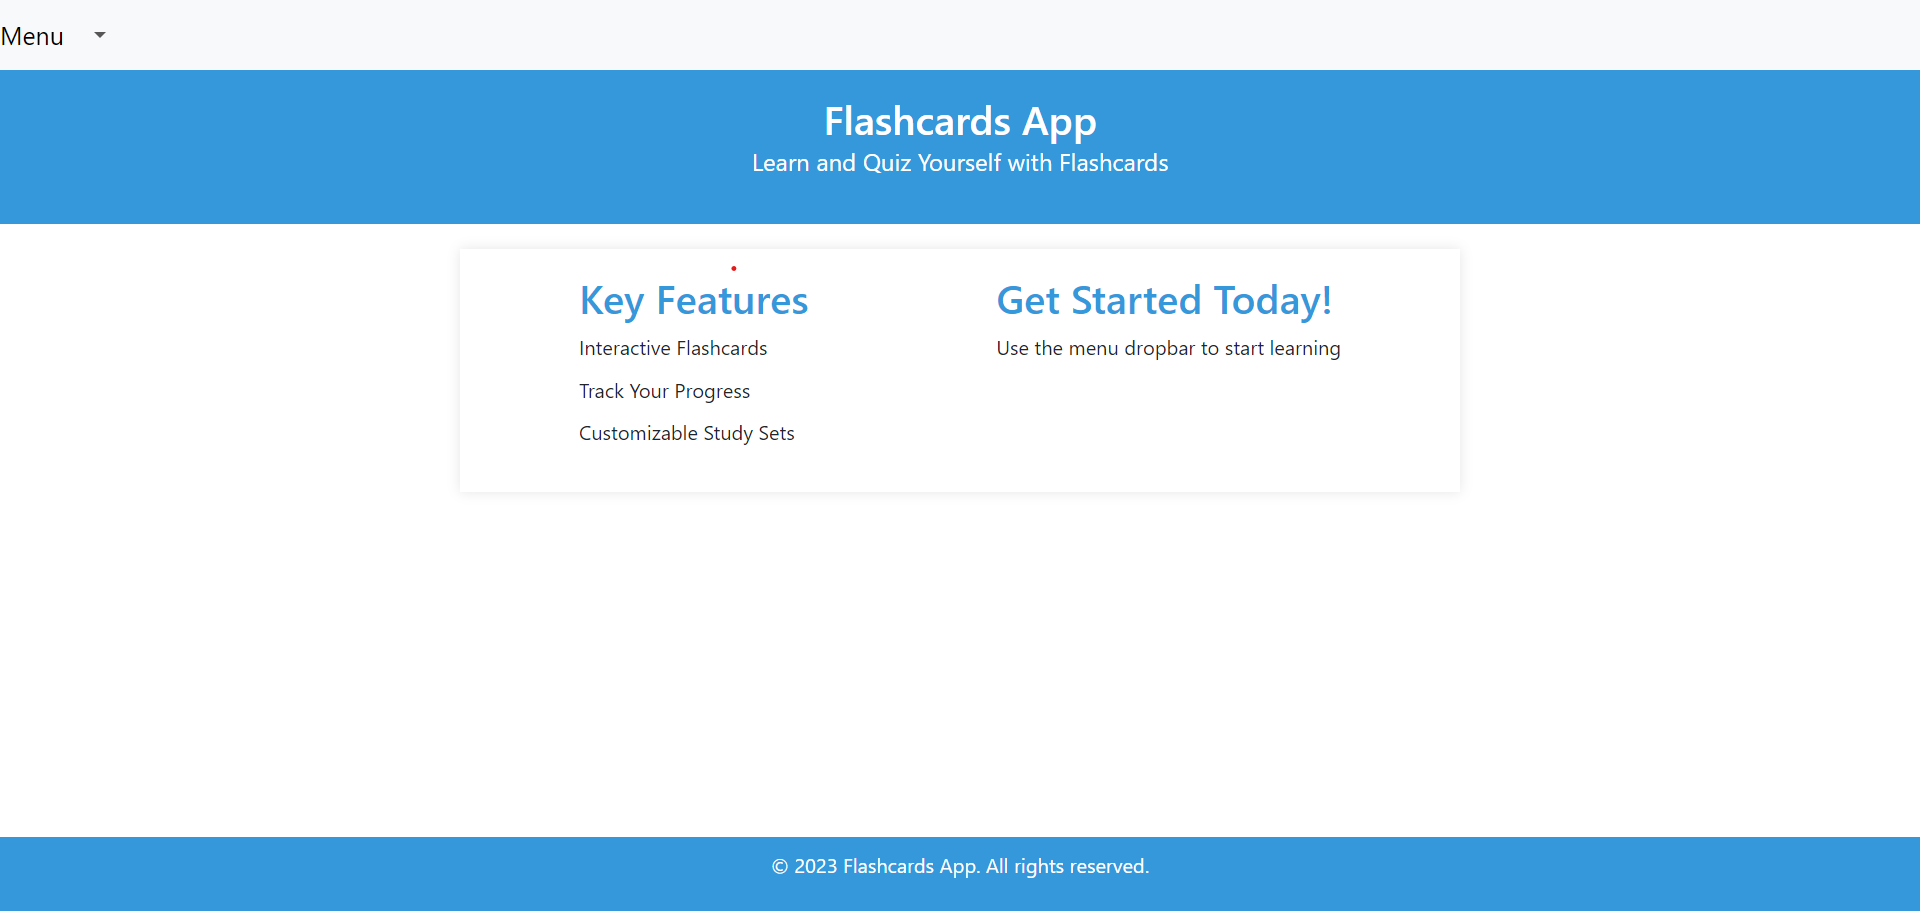 Menu
Flashcards App
Learn and Quiz Yourself with Flashcards
Key Features
Interactive Flashcards
Track Your Progress
Customizable Study Sets
Get Started Today!
Use the menu dropbar to start learning
© 2023 Flashcards App. All rights reserved.